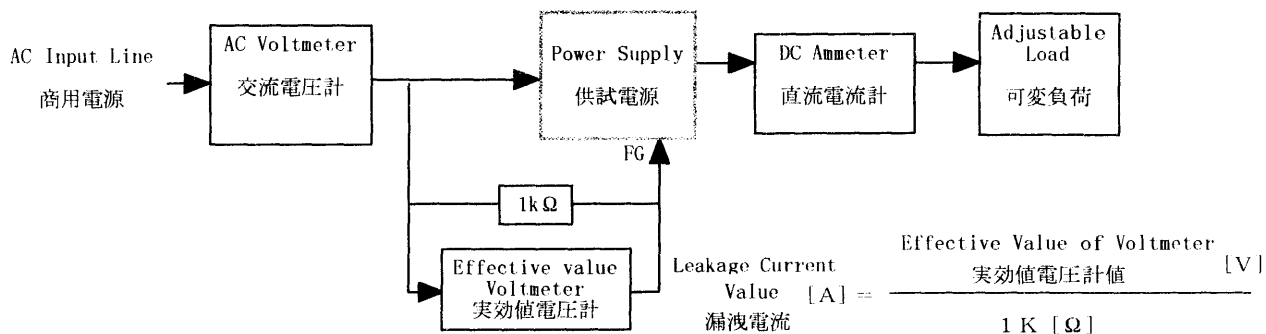 AC Input Line
商用電源
AC Voltmeter
交流電圧計
Power Supply
供試電源
DC Ammeter
直流電流計
Adjustable
Load
可変負荷
FG
1kΩ
Effective value
Voltmeter
実効値電圧計
Leakage Current
Value [A] =
漏洩電流
Effective Value of Voltmeter
実効値電圧計値 [V]
1K [Ω]